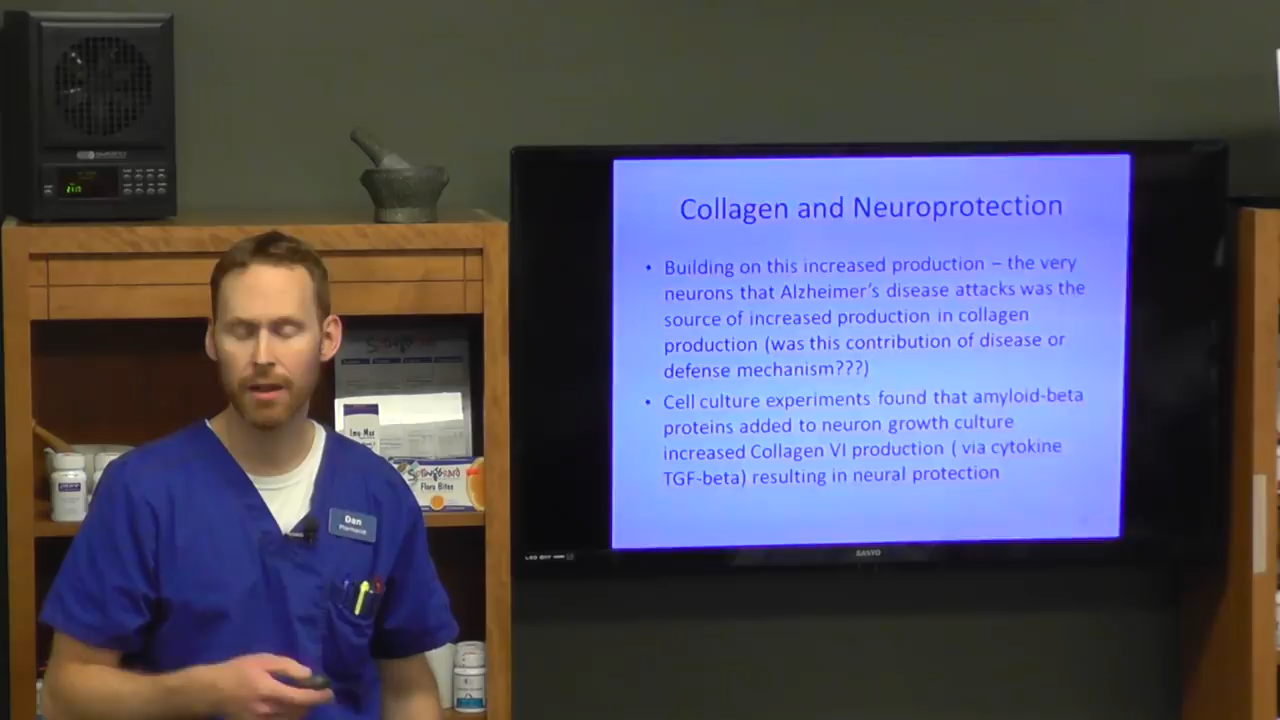 Collagen and Neuroprotection
• Building on this increased production – the very
neurons that Alzheimer's disease attacks was the
source of increased production in collagen
production (was this contribution of disease or
defense mechanism???)
• Cell culture experiments found that amyloid-beta
proteins added to neuron growth culture
increased Collagen VI production ( via cytokine
TGF-beta) resulting in neural protection
SANYO
Dan
Pharmacist
Flora Bites